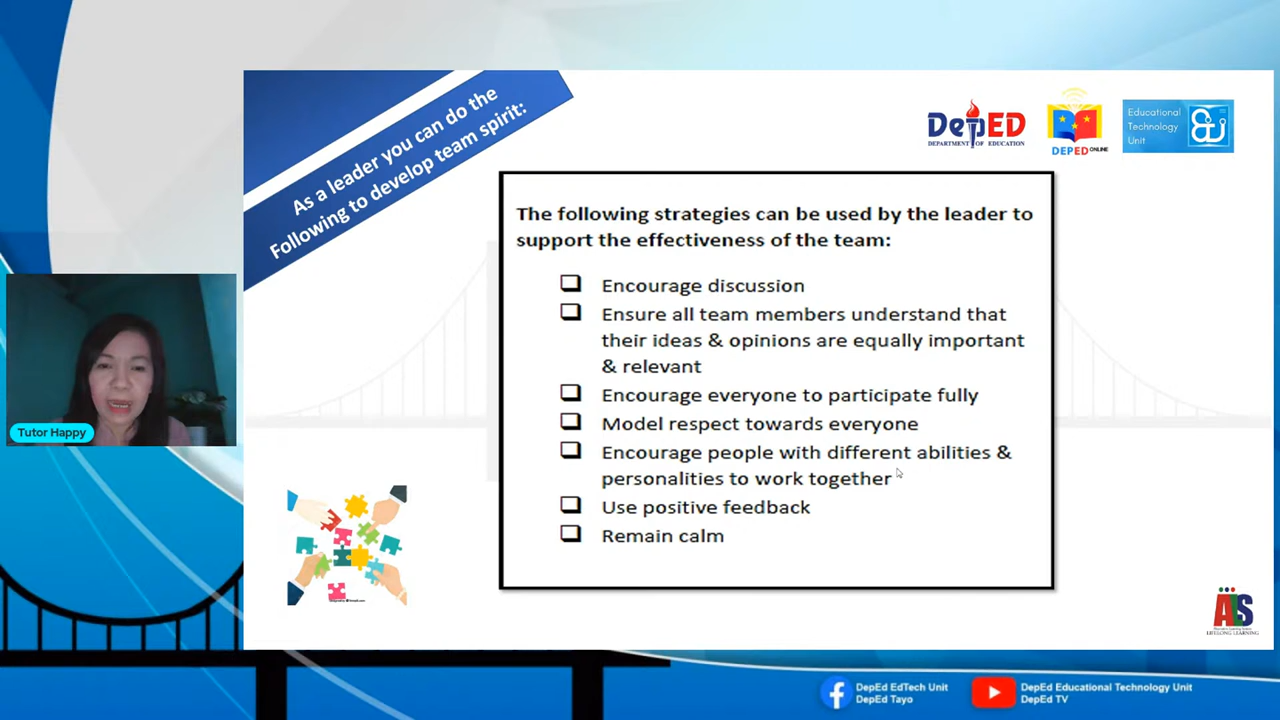 As a leader you can do the
Following to develop team spirit:
DepED
DEPARTMENT OF EDUCATION
DEPED ONLINE
Educational
Technology
Unit
The following strategies can be used by the leader to
support the effectiveness of the team:
Encourage discussion
Ensure all team members understand that
their ideas & opinions are equally important
& relevant
Encourage everyone to participate fully
Model respect towards everyone
Encourage people with different abilities &
personalities to work together
Use positive feedback
Remain calm
Tutor Happy
ALS
LIFELONG LEARNING
DepEd EdTech Unit
DepEd Tayo
DepEd Educational Technology Unit
DepEd TV